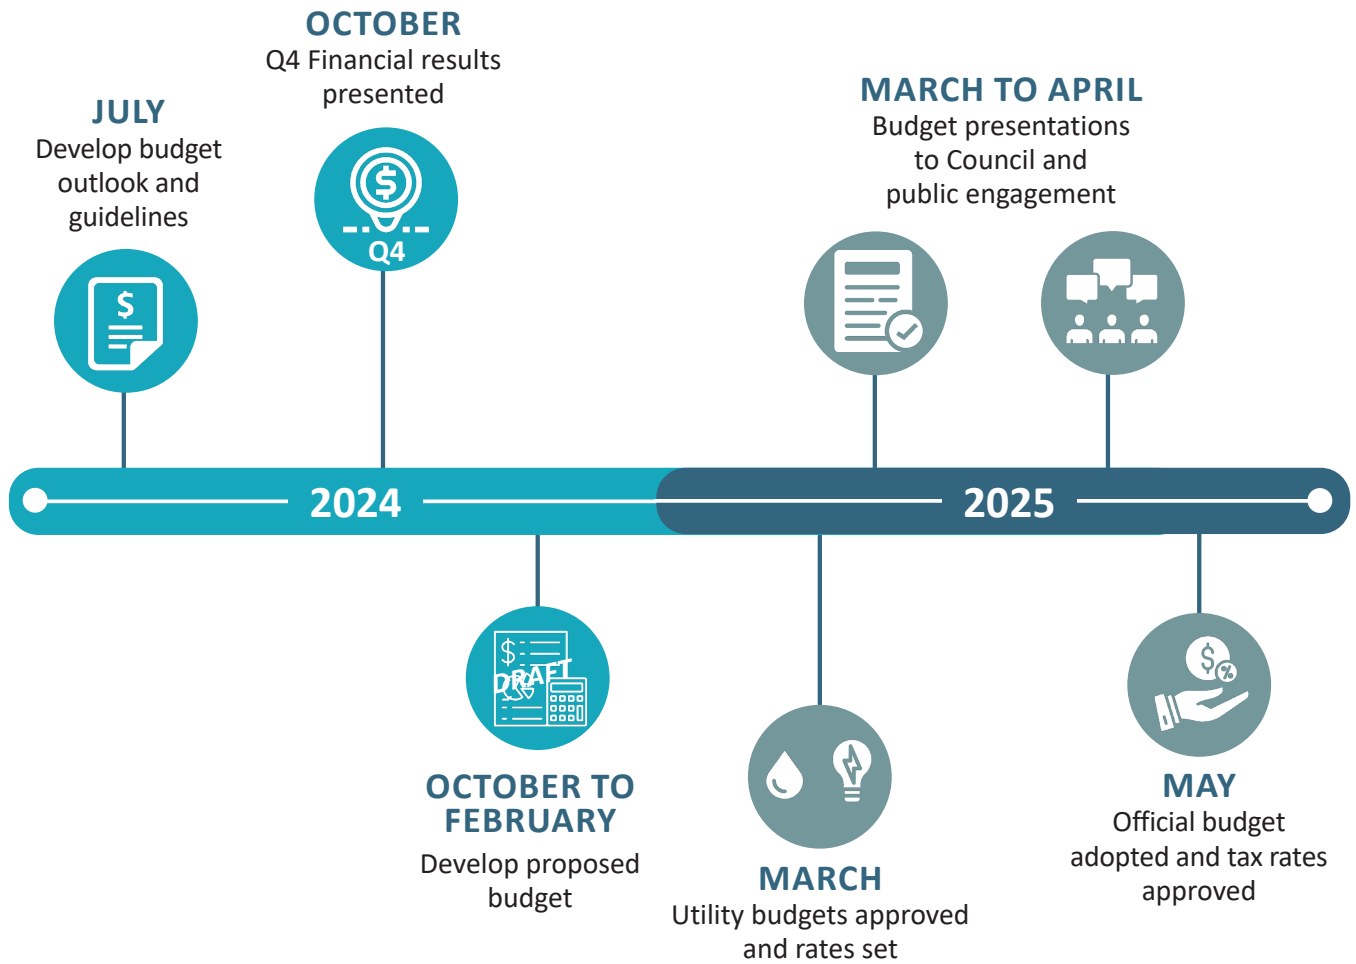 JULY
Develop budget
outlook and
guidelines
$
OCTOBER
Q4 Financial results
presented
$
Q4
MARCH TO APRIL
Budget presentations
to Council and
public engagement
2024
2025
$
DRAFT
OCTOBER TO
FEBRUARY
Develop proposed
budget
MARCH
Utility budgets approved
and rates set
$
%
MAY
Official budget
adopted and tax rates
approved